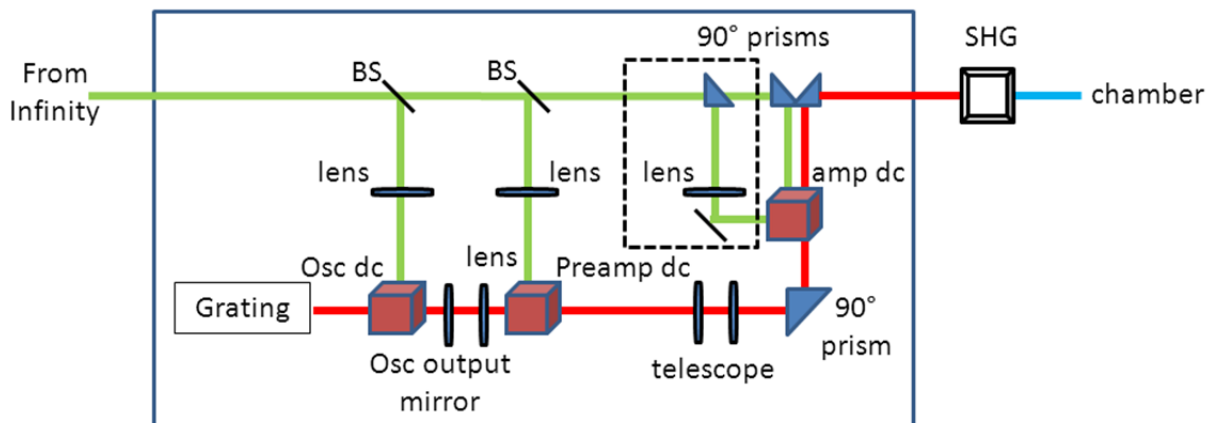 90° prisms
SHG
From
Infinity
BS
BS
chamber
lens
lens
lens
amp dc
Osc dc
lens
Preamp dc
Grating
90°
prism
Osc output
mirror
telescope